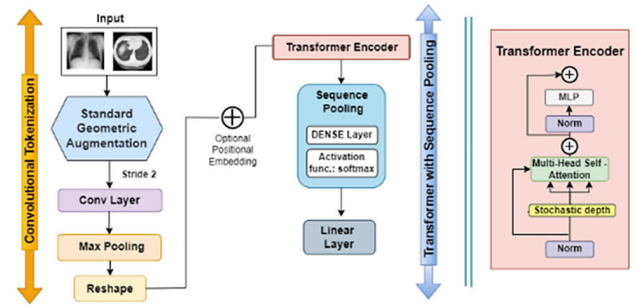 Input
Convolutional Tokenization
Standard
Geometric
Augmentation
Stride 2
Conv Layer
Max Pooling
Reshape
Optional
Positional
Embedding
Transformer Encoder
Sequence
Pooling
DENSE Layer
Activation
func.: softmax
Linear
Layer
Transformer with Sequence Pooling
Transformer Encoder
MLP
Norm
Multi-Head Self -
Attention
Stochastic depth
Norm